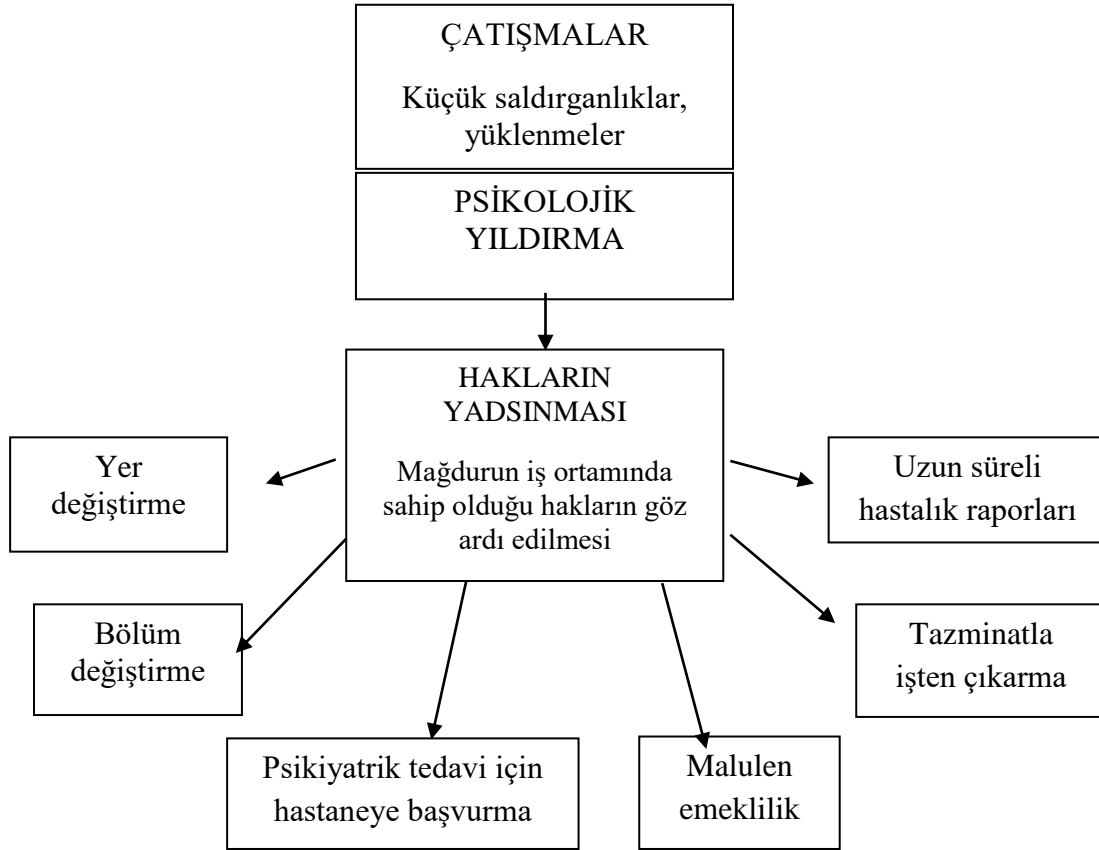 ÇATIŞMALAR
Küçük saldırganlıklar,
yüklenmeler
PSİKOLOJİK
YILDIRMA
HAKLARIN
YADSINMASI
Mağdurun iş ortamında
sahip olduğu hakların göz
ardı edilmesi
Yer
değiştirme
Uzun süreli
hastalık raporları
Bölüm
değiştirme
Tazminatla
işten çıkarma
Psikiyatrik tedavi için
hastaneye başvurma
Malulen
emeklilik